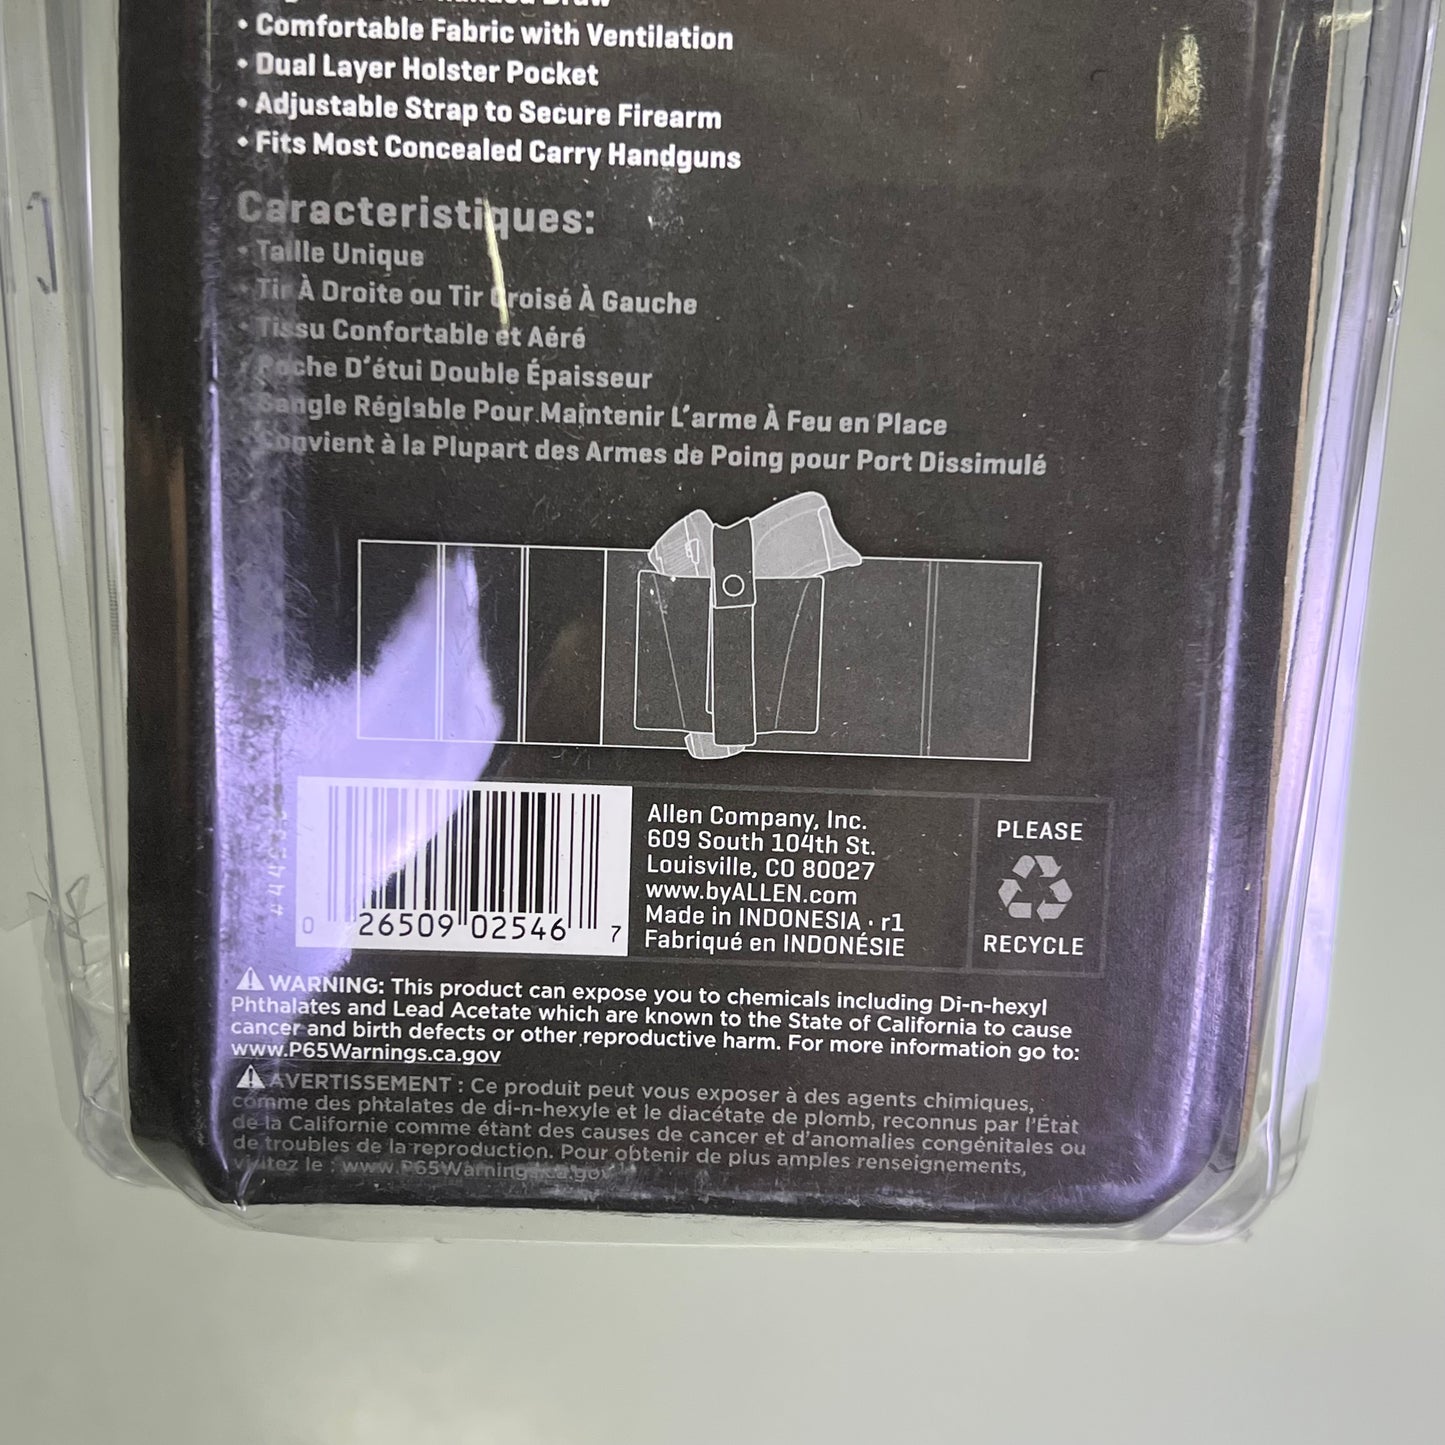 Draw
• Comfortable Fabric with Ventilation
• Dual Layer Holster Pocket
• Adjustable Strap to Secure Firearm
• Fits Most Concealed Carry Handguns
Caracteristiques:
• Taille Unique
• Tir À Droite ou Tir Croisé À Gauche
• Tissu Confortable et Aéré
• Poche D'étui Double Épaisseur
• Sangle Réglable Pour Maintenir L'arme À Feu en Place
• Convient à la Plupart des Armes de Poing pour Port Dissimulé
0 26509 02546 7
Allen Company, Inc.
609 South 104th St.
Louisville, CO 80027
www.byALLEN.com
Made in INDONESIA · r1
Fabriqué en INDONÉSIE
PLEASE
RECYCLE
WARNING: This product can expose you to chemicals including Di-n-hexyl
Phthalates and Lead Acetate which are known to the State of California to cause
cancer and birth defects or other reproductive harm. For more information go to:
www.P65Warnings.ca.gov
AVERTISSEMENT : Ce produit peut vous exposer à des agents chimiques,
comme des phtalates de di-n-hexyle et le diacétate de plomb, reconnus par l'État
de la Californie comme étant des causes de cancer et d'anomalies congénitales ou
de troubles de la reproduction. Pour obtenir de plus amples renseignements,
visitez le : www.P65Warnings.ca.gov